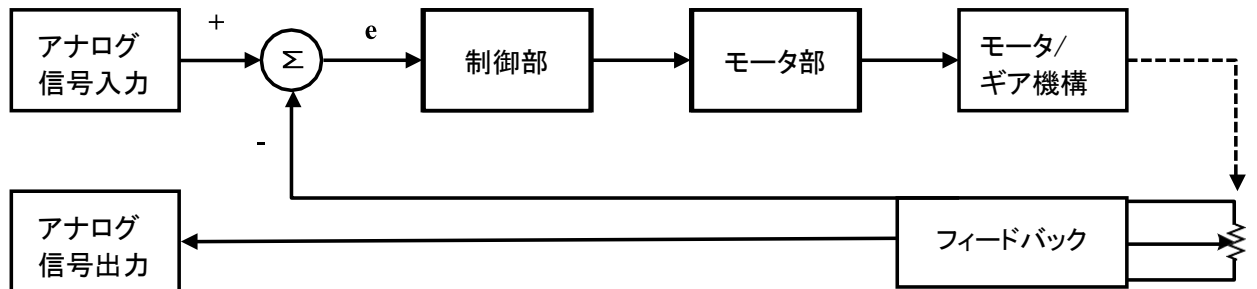 アナログ
信号入力
+
Σ
e
制御部
モータ部
モータ/
ギア機構
-
アナログ
信号出力
フィードバック